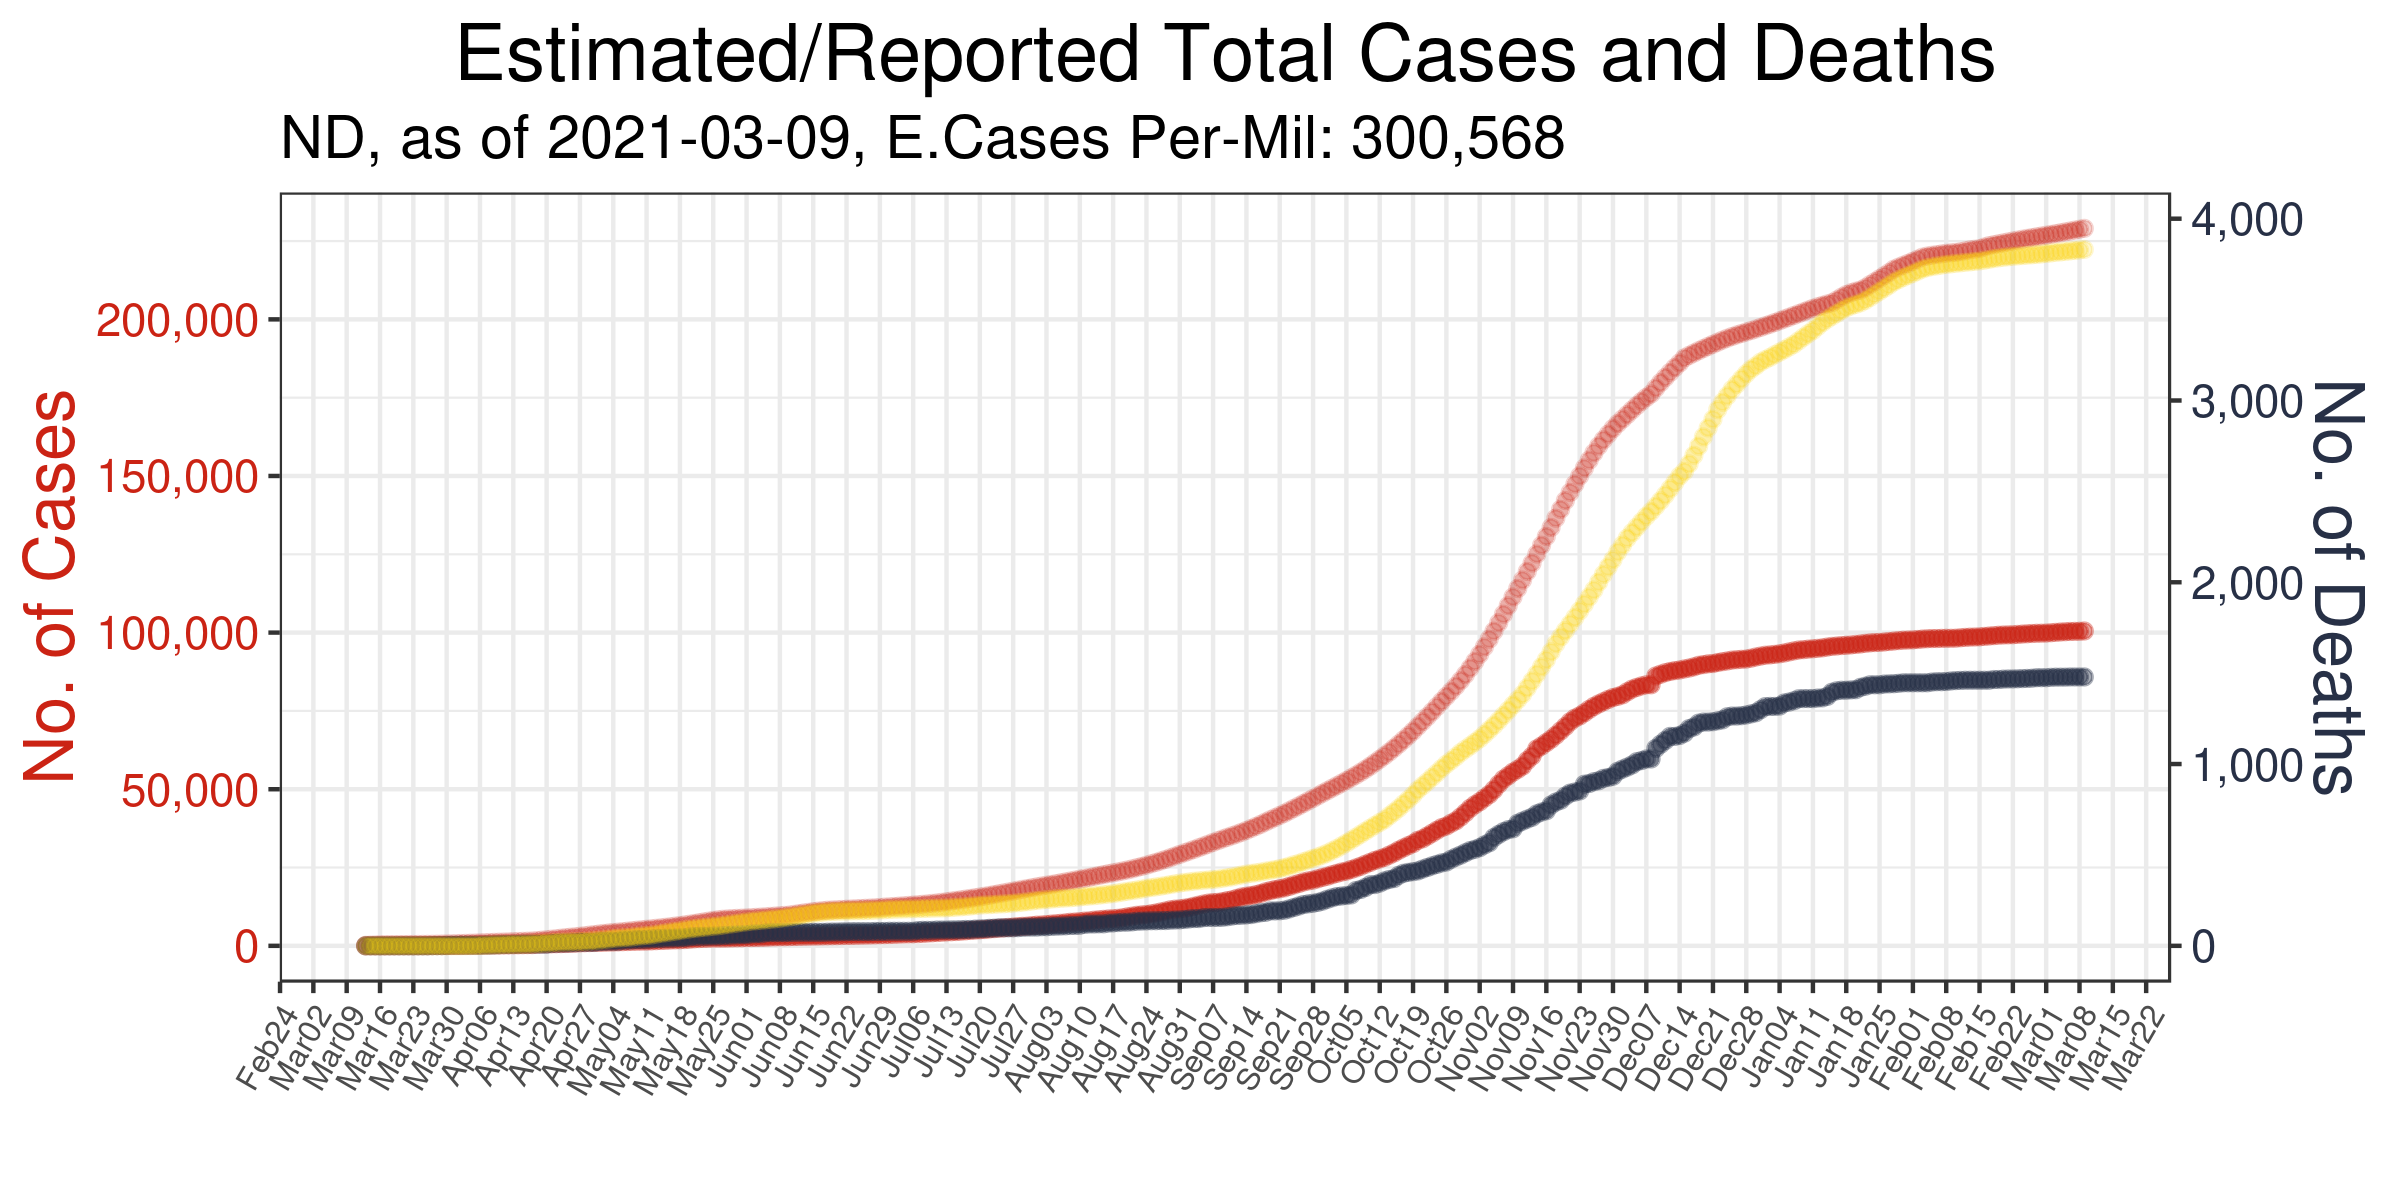 Estimated/Reported Total Cases and Deaths
ND, as of 2021-03-09, E.Cases Per-Mil: 300,568
No. of Cases
200,000
150,000
100,000
50,000
0
4,000
3,000
2,000
1,000
0
No. of Deaths
Feb24
Mar02
Mar09
Mar16
Mar23
Mar30
Apr06
Apr13
Apr20
Apr27
May04
May11
May18
May25
Jun01
Jun08
Jun15
Jun22
Jun29
Jul06
Jul13
Jul20
Jul27
Aug03
Aug10
Aug17
Aug24
Aug31
Sep07
Sep14
Sep21
Sep28
Oct05
Oct12
Oct19
Oct26
Nov02
Nov09
Nov16
Nov23
Nov30
Dec07
Dec14
Dec21
Dec28
Jan04
Jan11
Jan18
Jan25
Feb01
Feb08
Feb15
Feb22
Mar01
Mar08
Mar15
Mar22